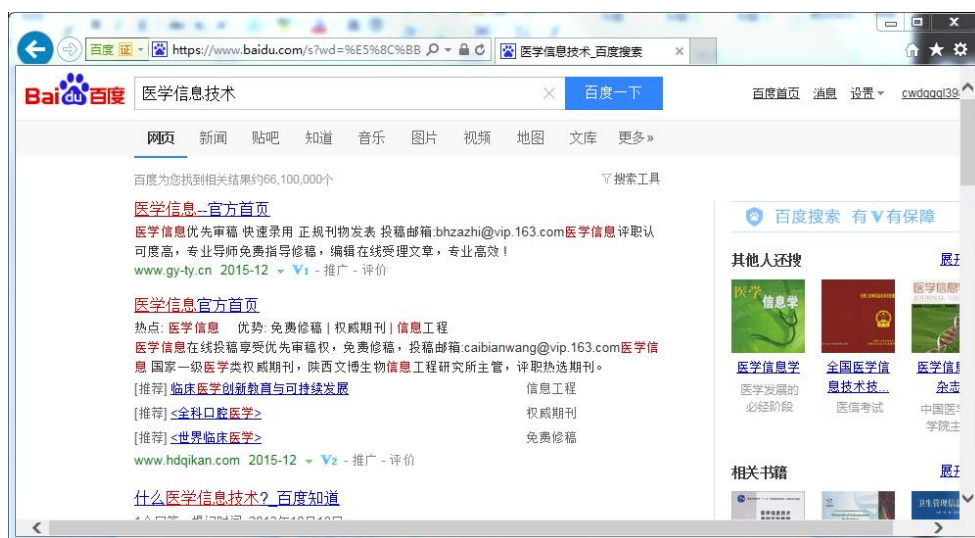 百度 证 https://www.baidu.com/s?wd=%E5%8C%BB 医学信息技术_百度搜索 ×
Bai du 百度 医学信息技术 百度一下 百度首页 消息 设置 cwdqqql39
网页 新闻 贴吧 知道 音乐 图片 视频 地图 文库 更多»
百度为您找到相关结果约66,100,000个 搜索工具
医学信息--官方首页
医学信息优先审稿 快速录用 正规刊物发表 投稿邮箱:bhzazhi@vip.163.com医学信息评职认
可度高，专业导师免费指导修稿，编辑在线受理文章，专业高效！
www.gy-ty.cn 2015-12 V1 - 推广 - 评价
医学信息官方首页
热点: 医学信息 优势: 免费修稿 | 权威期刊 | 信息工程
医学信息在线投稿享受优先审稿权，免费修稿，投稿邮箱:caibianwang@vip.163.com医学信
息 国家一级医学类权威期刊，陕西文博生物信息工程研究所主管，评职热选期刊。
[推荐] 临床医学创新教育与可持续发展 信息工程
[推荐] <全科口腔医学> 权威期刊
[推荐] <世界临床医学> 免费修稿
www.hdqikan.com 2015-12 V2 - 推广 - 评价
什么医学信息技术?_百度知道
百度搜索 有V有保障
其他人还搜 展开
医学信息学
医学信息学 全国医学信 医学信息
医学发展的 息技术技... 杂志
必经阶段 医信考试 中国医
学院主
相关书籍 展开